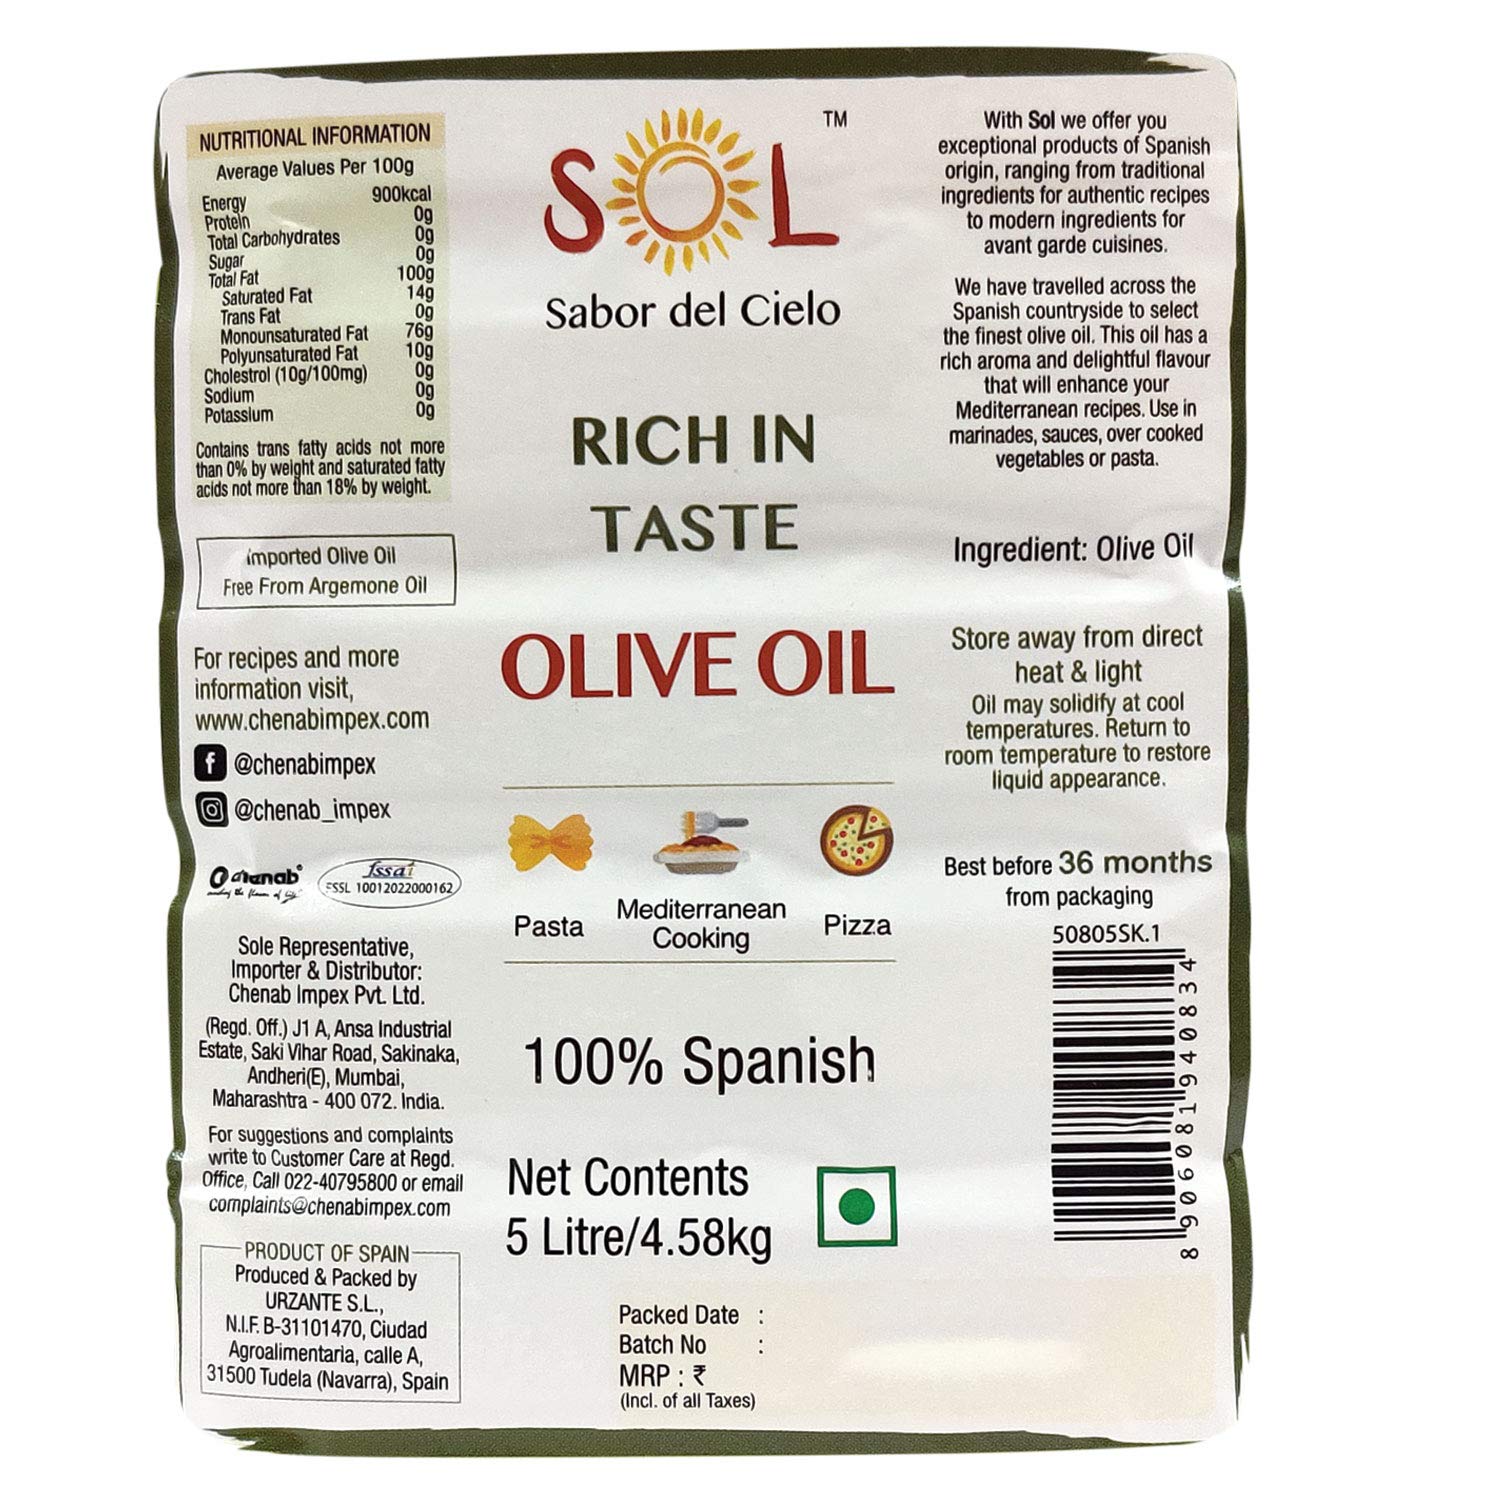 NUTRITIONAL INFORMATION
Average Values Per 100g
Energy 900kcal
Protein 0g
Total Carbohydrates 0g
Sugar 0g
Total Fat 100g
Saturated Fat 14g
Trans Fat 0g
Monounsaturated Fat 76g
Polyunsaturated Fat 10g
Cholestrol (10g/100mg) 0g
Sodium 0g
Potassium 0g
Contains trans fatty acids not more
than 0% by weight and saturated fatty
acids not more than 18% by weight.
Imported Olive Oil
Free From Argemone Oil
For recipes and more
information visit,
www.chenabimpex.com
f @chenabimpex
@chenab_impex
chenab®
fssai
FSSL 10012022000162
Sole Representative,
Importer & Distributor:
Chenab Impex Pvt. Ltd.
(Regd. Off.) J1 A, Ansa Industrial
Estate, Saki Vihar Road, Sakinaka,
Andheri(E), Mumbai,
Maharashtra - 400 072. India.
For suggestions and complaints
write to Customer Care at Regd.
Office, Call 022-40795800 or email
complaints@chenabimpex.com
PRODUCT OF SPAIN
Produced & Packed by
URZANTE S.L.,
N.I.F. B-31101470, Ciudad
Agroalimentaria, calle A,
31500 Tudela (Navarra), Spain
SOL TM
Sabor del Cielo
RICH IN
TASTE
OLIVE OIL
Pasta
Mediterranean
Cooking
Pizza
100% Spanish
Net Contents
5 Litre/4.58kg
Packed Date :
Batch No :
MRP : ₹
(Incl. of all Taxes)
With Sol we offer you
exceptional products of Spanish
origin, ranging from traditional
ingredients for authentic recipes
to modern ingredients for
avant garde cuisines.
We have travelled across the
Spanish countryside to select
the finest olive oil. This oil has a
rich aroma and delightful flavour
that will enhance your
Mediterranean recipes. Use in
marinades, sauces, over cooked
vegetables or pasta.
Ingredient: Olive Oil
Store away from direct
heat & light
Oil may solidify at cool
temperatures. Return to
room temperature to restore
liquid appearance.
Best before 36 months
from packaging
50805SK.1
8906081940834